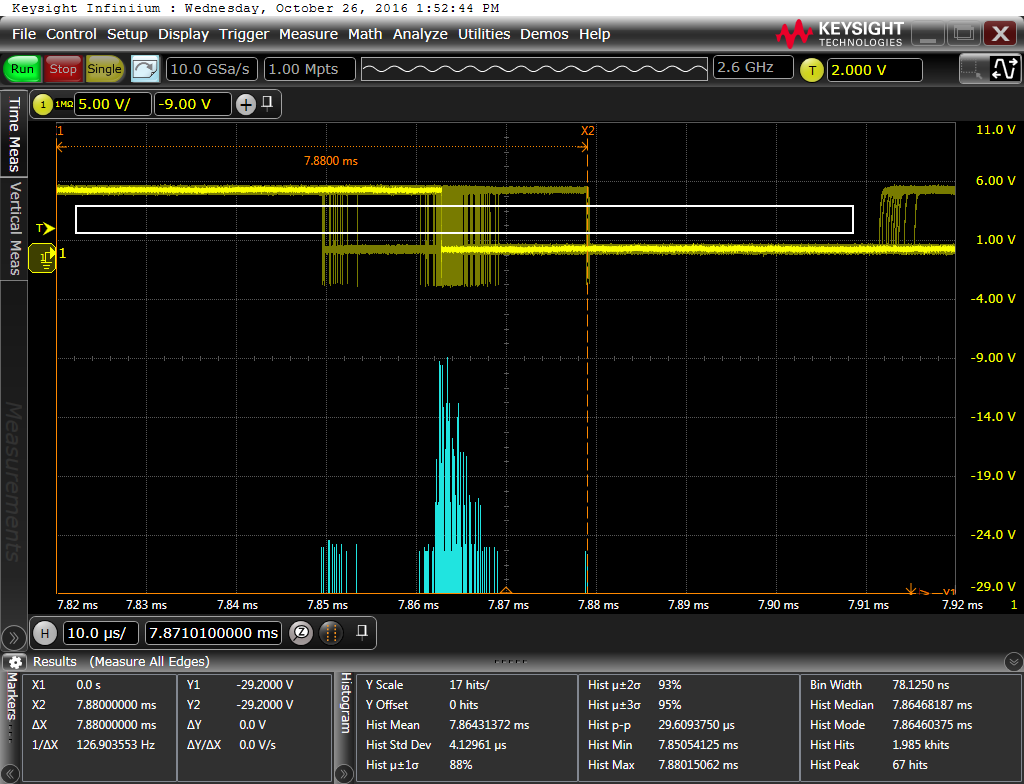 Keysight Infiniium : Wednesday, October 26, 2016 1:52:44 PM
File Control Setup Display Trigger Measure Math Analyze Utilities Demos Help
KEYSIGHT TECHNOLOGIES
Run Stop Single 10.0 GSa/s 1.00 Mpts 2.6 GHz T 2.000 V
1 1MΩ 5.00 V/ -9.00 V
Time Meas
Vertical Meas
Measurements
1 X2
7.8800 ms
11.0 V
6.00 V
1.00 V
-4.00 V
-9.00 V
-14.0 V
-19.0 V
-24.0 V
-29.0 V
T
1 1
Y1
7.82 ms 7.83 ms 7.84 ms 7.85 ms 7.86 ms 7.87 ms 7.88 ms 7.89 ms 7.90 ms 7.91 ms 7.92 ms 1
H 10.0 µs/ 7.8710100000 ms
Results (Measure All Edges)
Markers
X1 0.0 s Y1 -29.2000 V
X2 7.88000000 ms Y2 -29.2000 V
ΔX 7.88000000 ms ΔY 0.0 V
1/ΔX 126.903553 Hz ΔY/ΔX 0.0 V/s
Histogram
Y Scale 17 hits/ Hist µ±2σ 93% Bin Width 78.1250 ns
Y Offset 0 hits Hist µ±3σ 95% Hist Median 7.86468187 ms
Hist Mean 7.86431372 ms Hist p-p 29.6093750 µs Hist Mode 7.86460375 ms
Hist Std Dev 4.12961 µs Hist Min 7.85054125 ms Hist Hits 1.985 khits
Hist µ±1σ 88% Hist Max 7.88015062 ms Hist Peak 67 hits